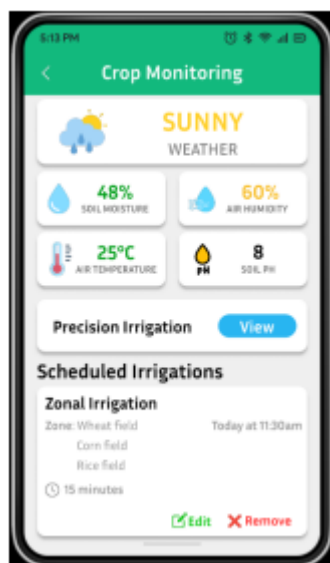 5:13 PM
Crop Monitoring
SUNNY
WEATHER
48%
SOIL MOISTURE
60%
AIR HUMIDITY
25°C
AIR TEMPERATURE
pH
8
SOIL PH
Precision Irrigation View
Scheduled Irrigations
Zonal Irrigation
Zone: Wheat field Today at 11:30am
Corn field
Rice field
15 minutes
Edit Remove